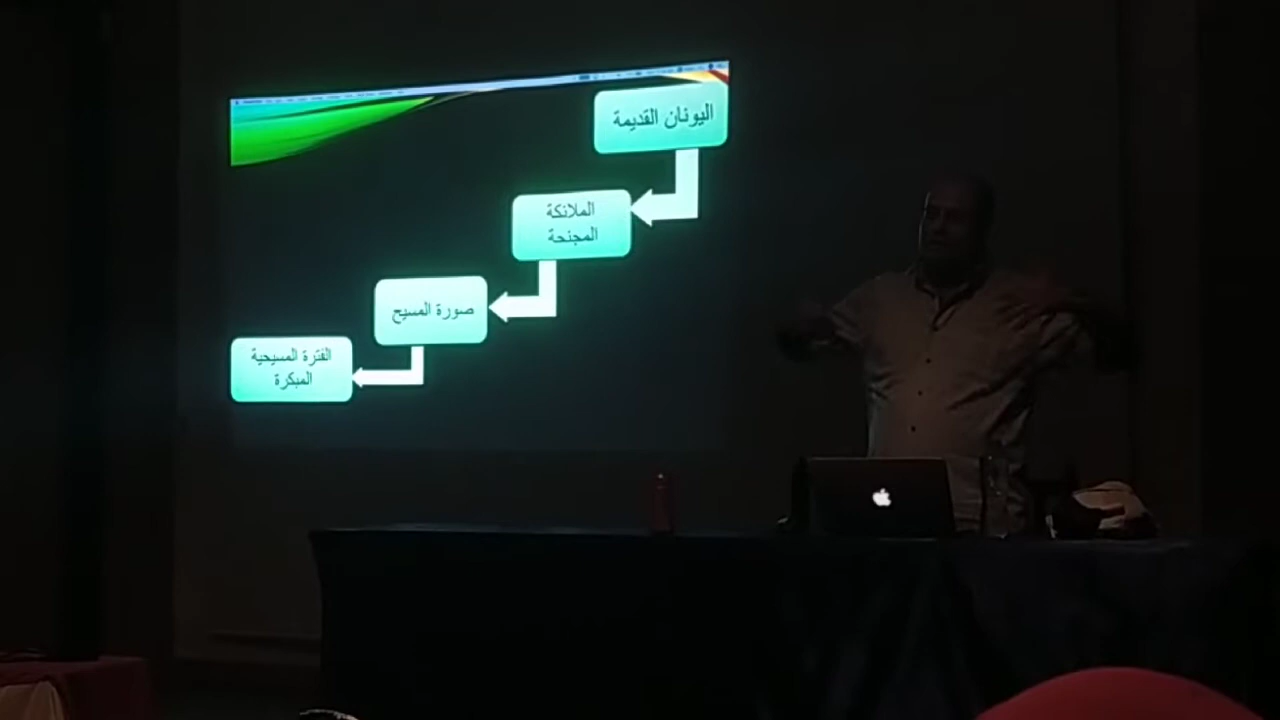 اليونان القديمة
الملائكة
المجنحة
صورة المسيح
الفترة المسيحية
المبكرة